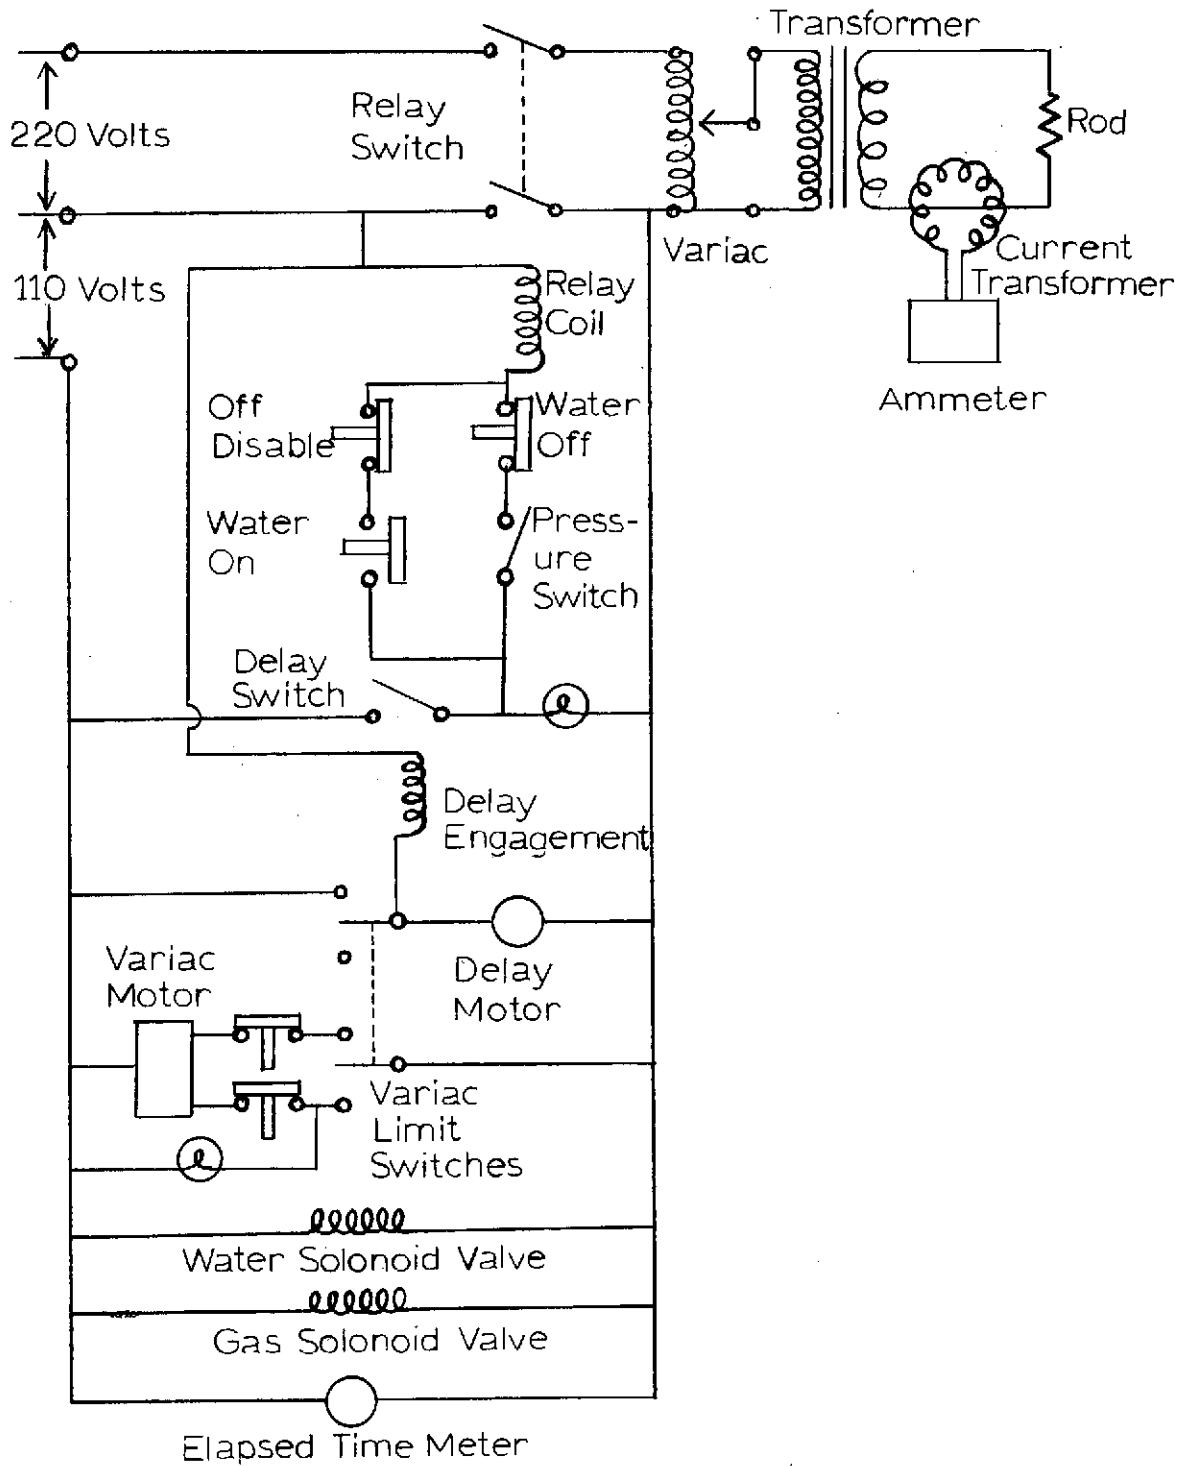 Transformer
Relay
Switch
220 Volts
Rod
Variac
Current
Transformer
110 Volts
Relay
Coil
Ammeter
Off
Disable
Water
Off
Water
On
Press-
ure
Switch
Delay
Switch
Delay
Engagement
Variac
Motor
Delay
Motor
Variac
Limit
Switches
Water Solonoid Valve
Gas Solonoid Valve
Elapsed Time Meter